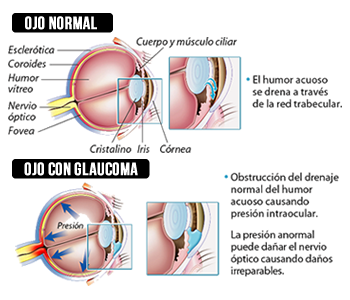 OJO NORMAL
Esclerótica
Coroides
Humor
vítreo
Nervio
óptico
Fovea
Cuerpo y músculo ciliar
Cristalino Iris Córnea
• El humor acuoso
se drena a través
de la red trabecular.
OJO CON GLAUCOMA
Presión
• Obstrucción del drenaje
normal del humor
acuoso causando
presión intraocular.
La presión anormal
puede dañar el nervio
óptico causando daños
irreparables.